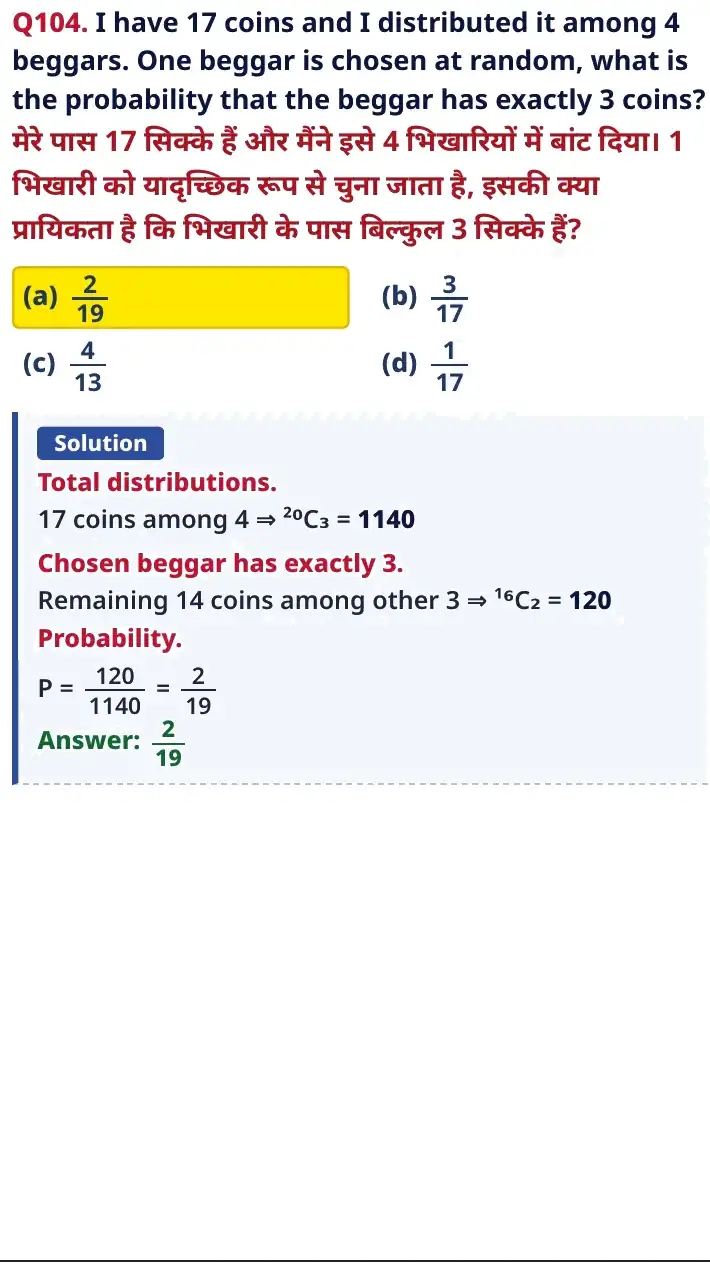 Q104. I have 17 coins and I distributed it among 4
beggars. One beggar is chosen at random, what is
the probability that the beggar has exactly 3 coins?
मेरे पास 17 सिक्के हैं और मैंने इसे 4 भिखारियों में बांट दिया। 1
भिखारी को यादृच्छिक रूप से चुना जाता है, इसकी क्या
प्रायिकता है कि भिखारी के पास बिल्कुल 3 सिक्के हैं?
(a) 2/19 (b) 3/17
(c) 4/13 (d) 1/17
Solution
Total distributions.
17 coins among 4 ⇒ ²⁰C₃ = 1140
Chosen beggar has exactly 3.
Remaining 14 coins among other 3 ⇒ ¹⁶C₂ = 120
Probability.
P = 120/1140 = 2/19
Answer: 2/19